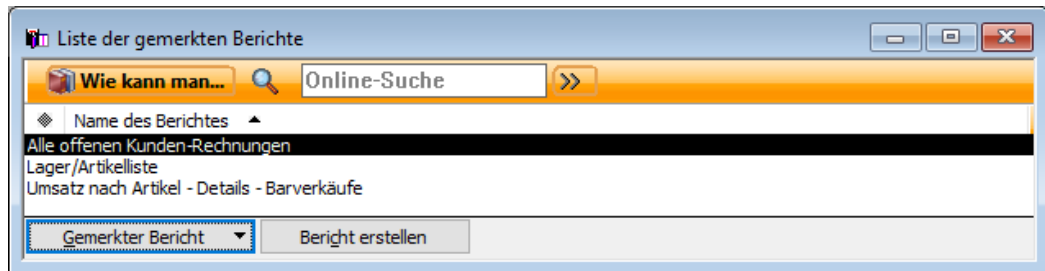 Liste der gemerkten Berichte
Wie kann man... Online-Suche
Name des Berichtes
Alle offenen Kunden-Rechnungen
Lager/Artikelliste
Umsatz nach Artikel - Details - Barverkäufe
Gemerkter Bericht Bericht erstellen